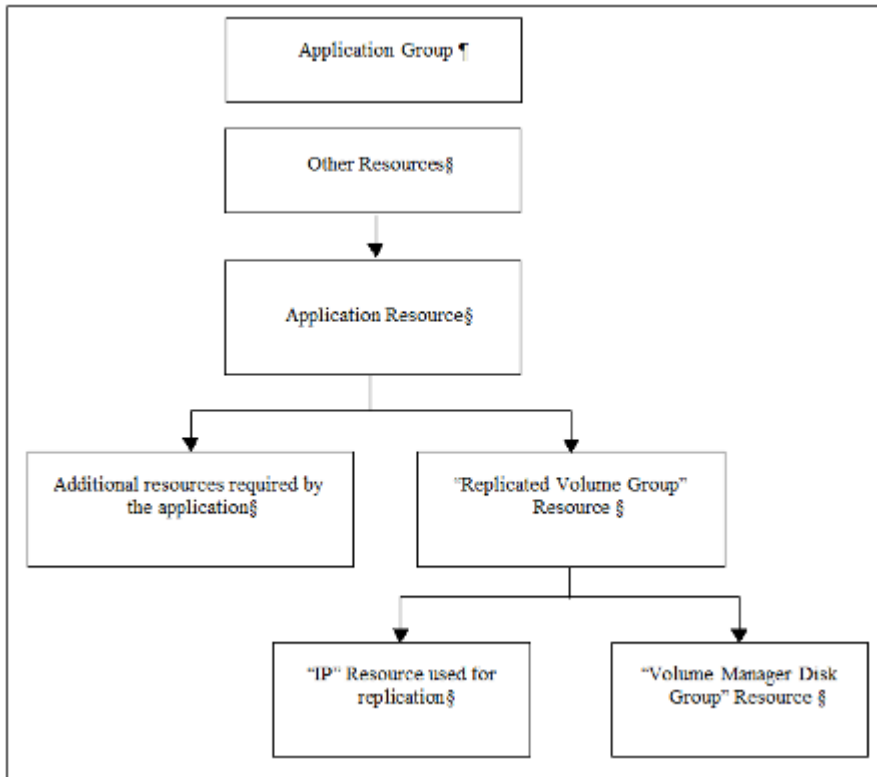 Application Group ¶
Other Resources§
Application Resource§
Additional resources required by
the application§
"Replicated Volume Group"
Resource §
"IP" Resource used for
replication§
"Volume Manager Disk
Group" Resource §